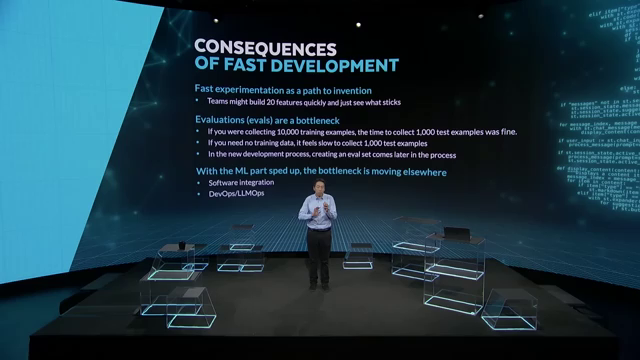 CONSEQUENCES
OF FAST DEVELOPMENT
Fast experimentation as a path to invention
• Teams might build 20 features quickly and just see what sticks
Evaluations (evals) are a bottleneck
• If you were collecting 10,000 training examples, the time to collect 1,000 test examples was fine.
• If you need no training data, it feels slow to collect 1,000 test examples
• In the new development process, creating an eval set comes later in the process
With the ML part sped up, the bottleneck is moving elsewhere
• Software integration
• DevOps/LLMOps